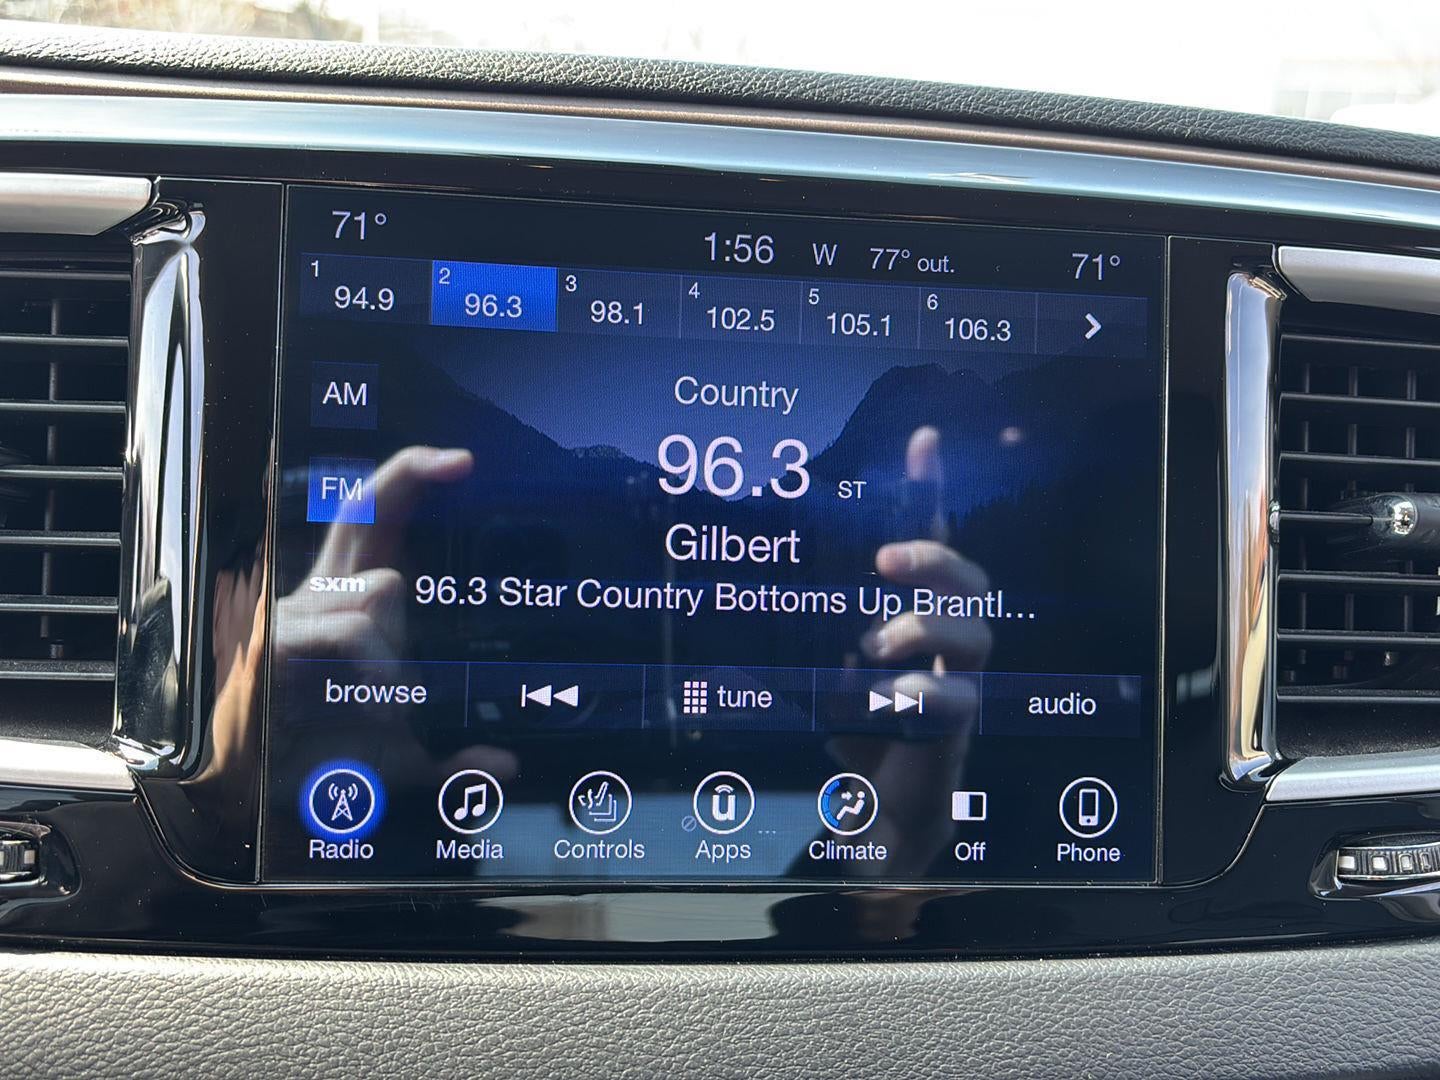 71° 1:56 W 77° out. 71°
1 94.9 2 96.3 3 98.1 4 102.5 5 105.1 6 106.3
AM
Country
FM
96.3 ST
Gilbert
sxm
96.3 Star Country Bottoms Up Brantl...
browse tune audio
Radio Media Controls Apps Climate Off Phone